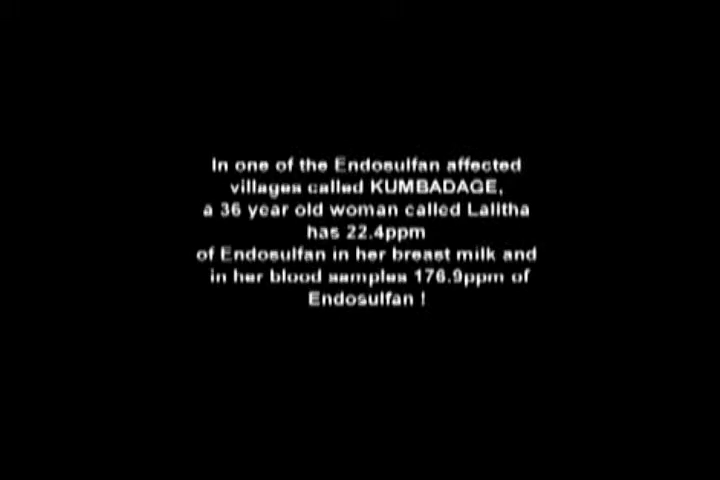 In one of the Endosulfan affected
villages called KUMBADAGE,
a 36 year old woman called Lalitha
has 22.4ppm
of Endosulfan in her breast milk and
in her blood samples 176.9ppm of
Endosulfan !